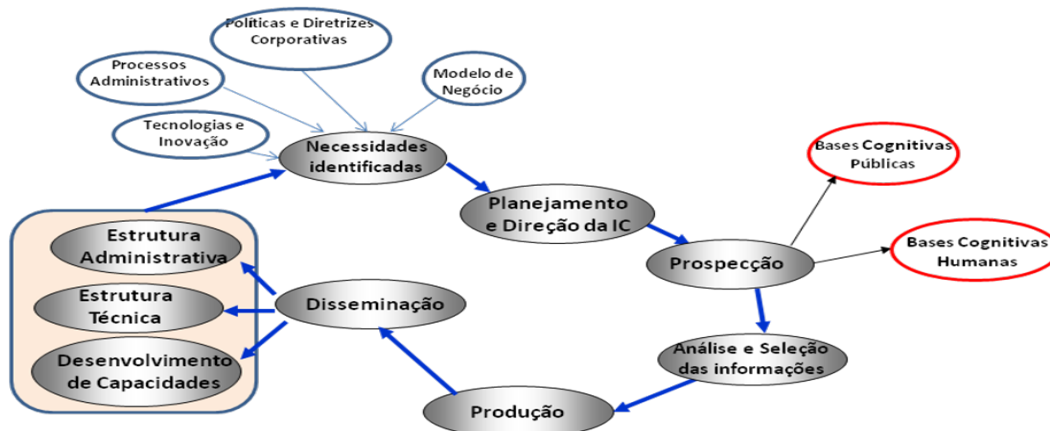 Políticas e Diretrizes
Corporativas
Processos
Administrativos
Modelo de
Negócio
Tecnologias e
Inovação
Necessidades
identificadas
Bases Cognitivas
Públicas
Planejamento
e Direção da IC
Bases Cognitivas
Humanas
Prospecção
Estrutura
Administrativa
Estrutura
Técnica
Desenvolvimento
de Capacidades
Disseminação
Análise e Seleção
das informações
Produção